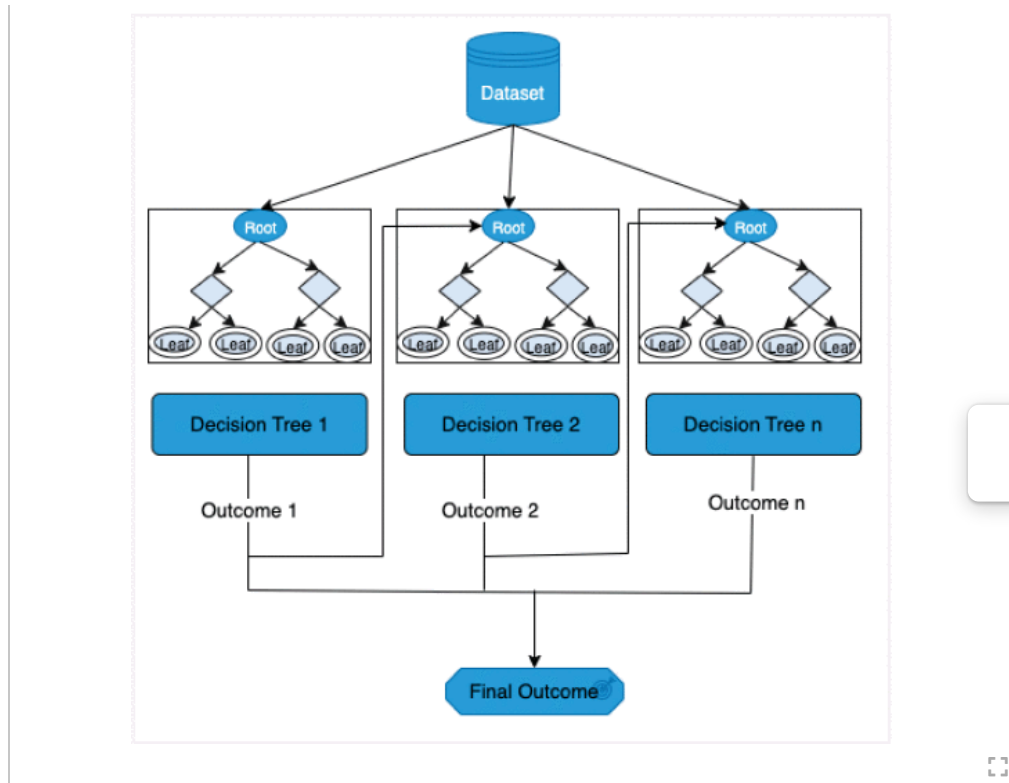 Dataset
Root
Root
Root
Leaf
Leaf
Leaf
Leaf
Leaf
Leaf
Leaf
Leaf
Leaf
Leaf
Leaf
Leaf
Decision Tree 1
Decision Tree 2
Decision Tree n
Outcome 1
Outcome 2
Outcome n
Final Outcome